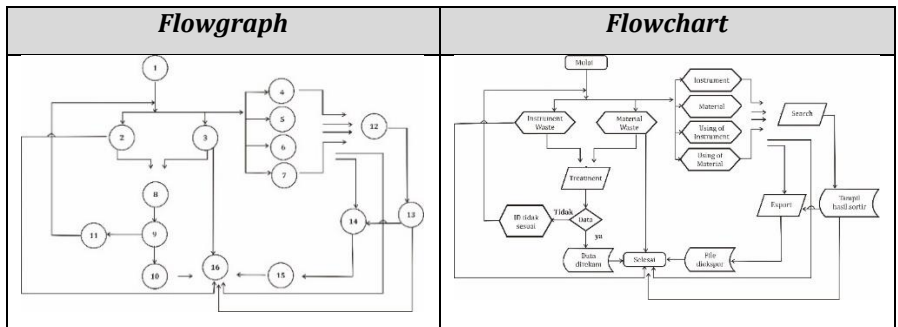 Flowgraph
Flowchart
1
2
3
4
5
6
7
8
9
10
11
12
13
14
15
16
Mulai
Instrument
Material
Using of
Instrument
Using of
Material
Instrument
Waste
Material
Waste
Search
Treatment
Tidak
Data
ya
ID tidak
sesuai
Export
Tampi
hasil sortir
Data
direkam
Selesai
File
diekspor